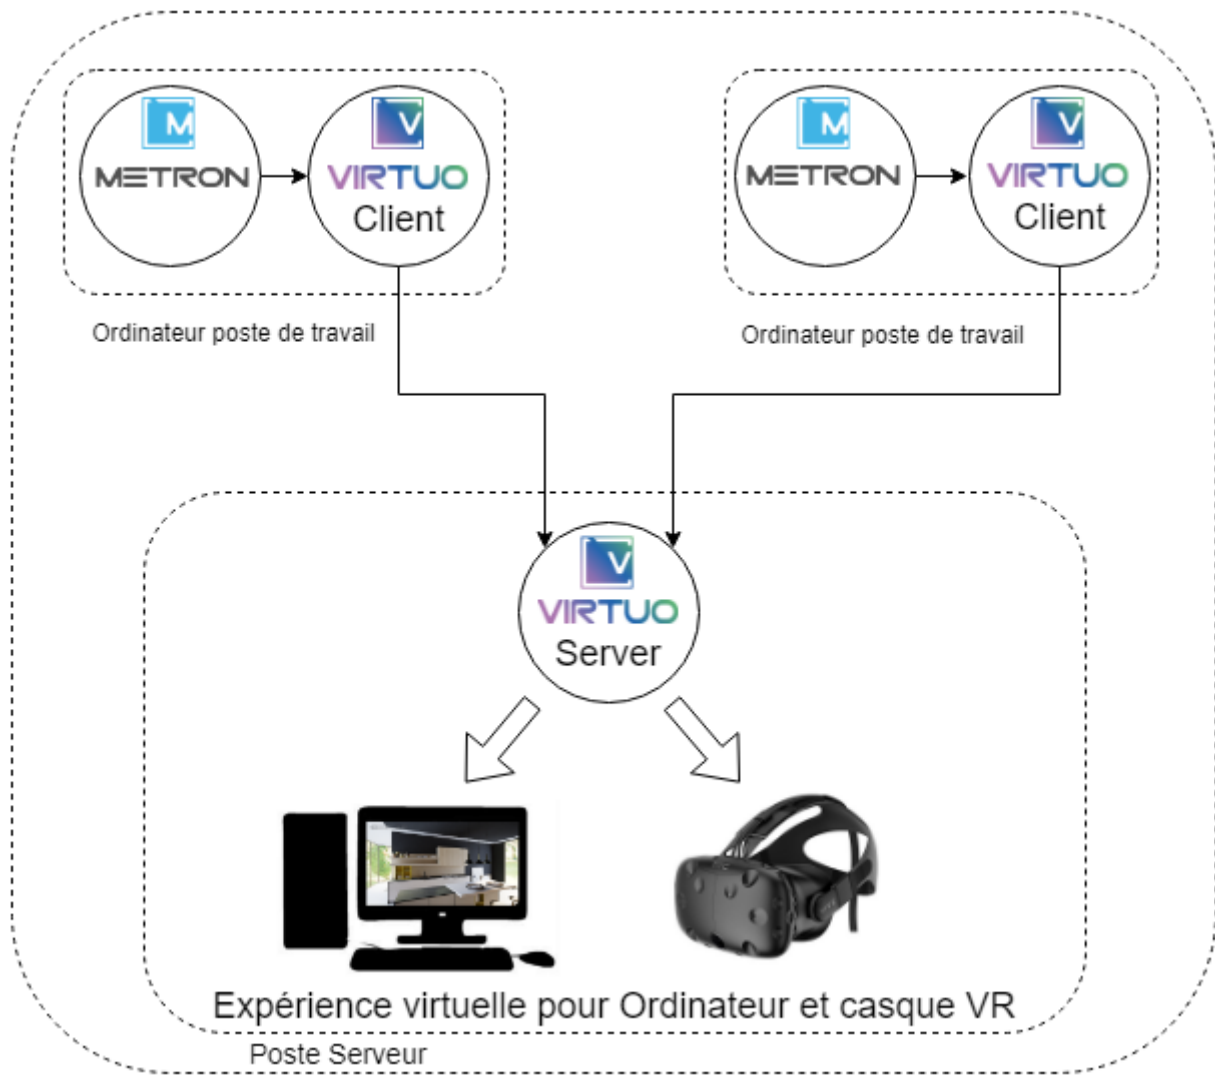 M
METRON
V
VIRTUO
Client
Ordinateur poste de travail
M
METRON
V
VIRTUO
Client
Ordinateur poste de travail
V
VIRTUO
Server
Expérience virtuelle pour Ordinateur et casque VR
Poste Serveur